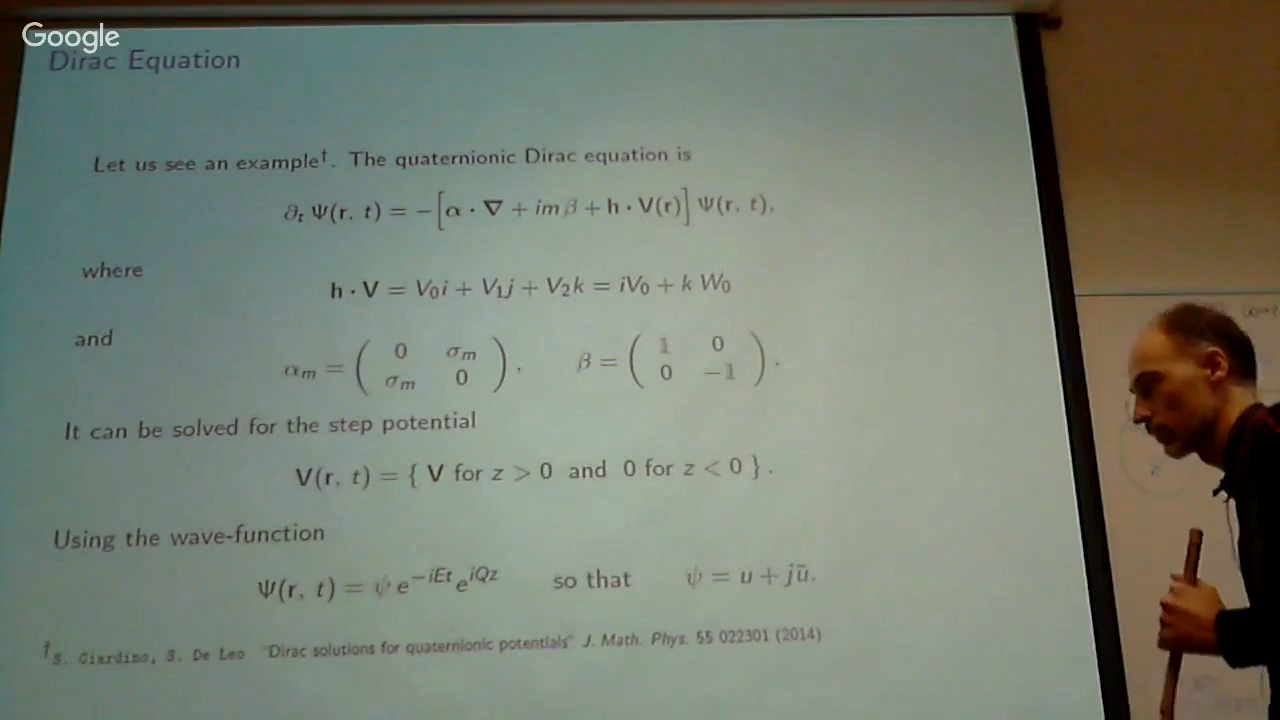 Google
Dirac Equation
Let us see an example†. The quaternionic Dirac equation is
∂ₜ Ψ(r, t) = −[α · ∇ + imβ + h · V(r)] Ψ(r, t),
where
h · V = V₀i + V₁j + V₂k = iV₀ + k W₀
and
αₘ = ( 0 σₘ σₘ 0 ), β = ( 1 0 0 −1 ).
It can be solved for the step potential
V(r, t) = { V for z > 0 and 0 for z < 0 }.
Using the wave-function
Ψ(r, t) = ψ e^{−iEt} e^{iQz} so that ψ = u + jũ.
†S. Giardino, S. De Leo "Dirac solutions for quaternionic potentials" J. Math. Phys. 55 022301 (2014)